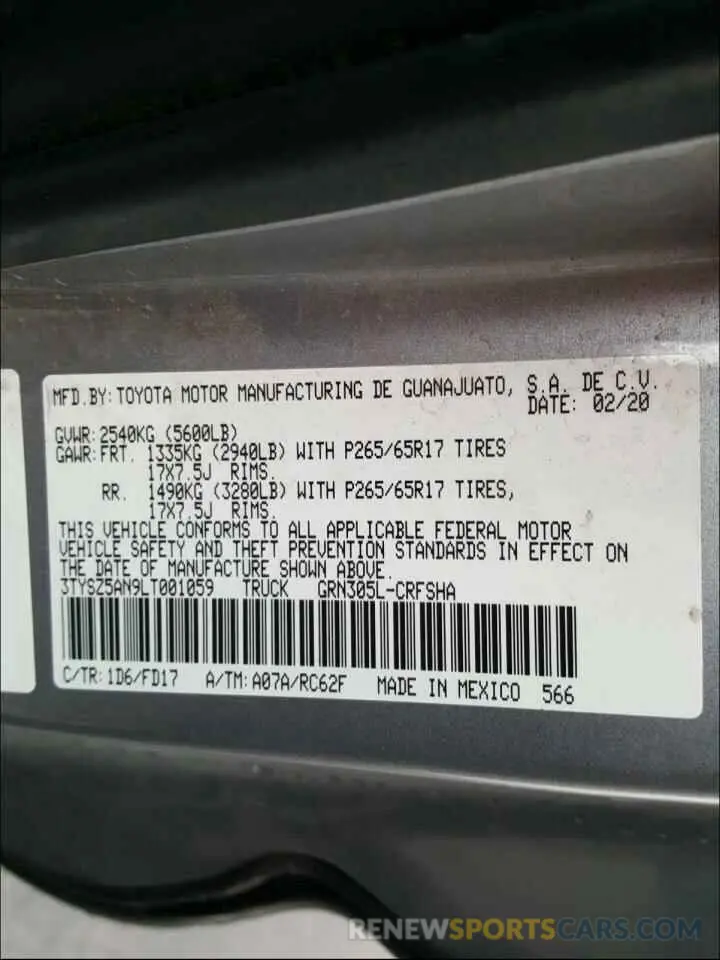 MFD.BY: TOYOTA MOTOR MANUFACTURING DE GUANAJUATO, S.A. DE C.V.
DATE: 02/20
GVWR: 2540KG (5600LB)
GAWR: FRT. 1335KG (2940LB) WITH P265/65R17 TIRES
17X7.5J RIMS.
RR. 1490KG (3280LB) WITH P265/65R17 TIRES,
17X7.5J RIMS.
THIS VEHICLE CONFORMS TO ALL APPLICABLE FEDERAL MOTOR
VEHICLE SAFETY AND THEFT PREVENTION STANDARDS IN EFFECT ON
THE DATE OF MANUFACTURE SHOWN ABOVE.
3TYSZ5AN9LT001059 TRUCK GRN305L-CRFSHA
C/TR: 1D6/FD17 A/TM: A07A/RC62F MADE IN MEXICO 566
RENEWSPORTSCARS.COM